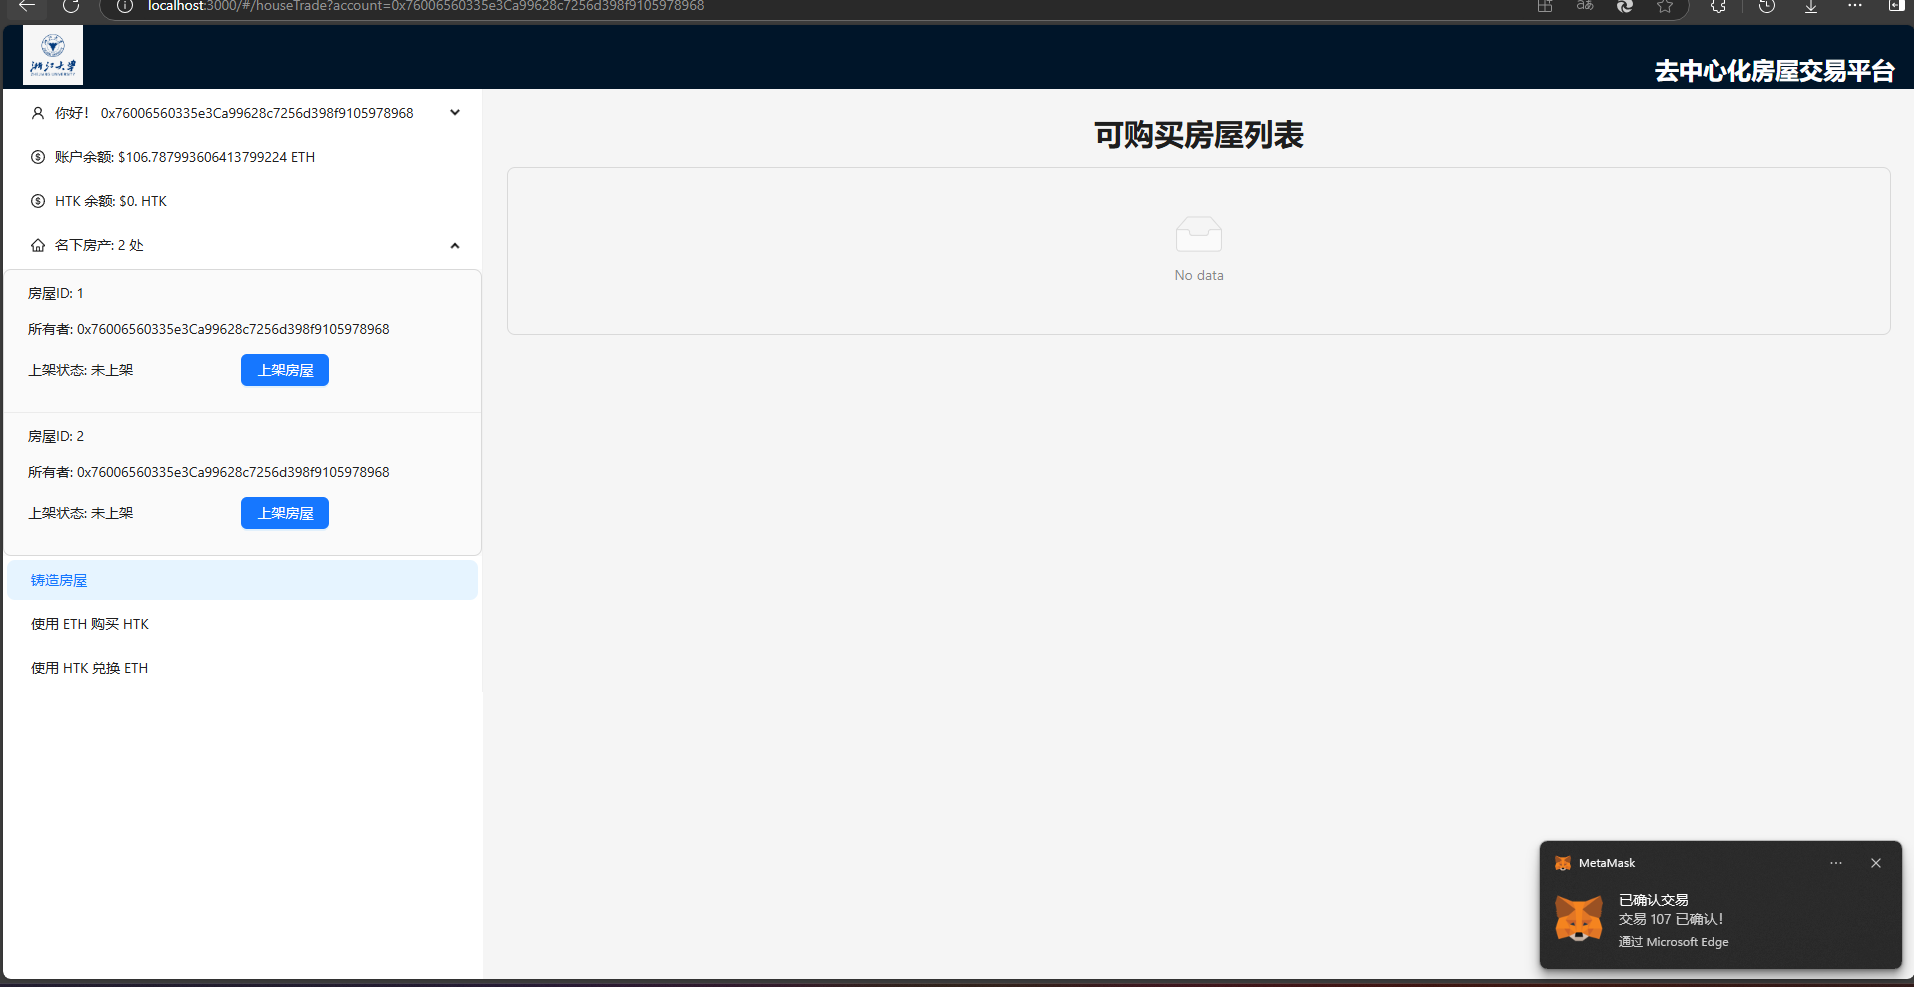 localhost:3000/#/houseTrade?account=0x76006560335e3Ca99628c7256d398f9105978968
浙江大学
ZHEJIANG UNIVERSITY
去中心化房屋交易平台
你好！ 0x76006560335e3Ca99628c7256d398f9105978968
账户余额: $106.787993606413799224 ETH
HTK 余额: $0. HTK
名下房产: 2 处
房屋ID: 1
所有者: 0x76006560335e3Ca99628c7256d398f9105978968
上架状态: 未上架 上架房屋
房屋ID: 2
所有者: 0x76006560335e3Ca99628c7256d398f9105978968
上架状态: 未上架 上架房屋
铸造房屋
使用 ETH 购买 HTK
使用 HTK 兑换 ETH
可购买房屋列表
No data
MetaMask
已确认交易
交易 107 已确认！
通过 Microsoft Edge